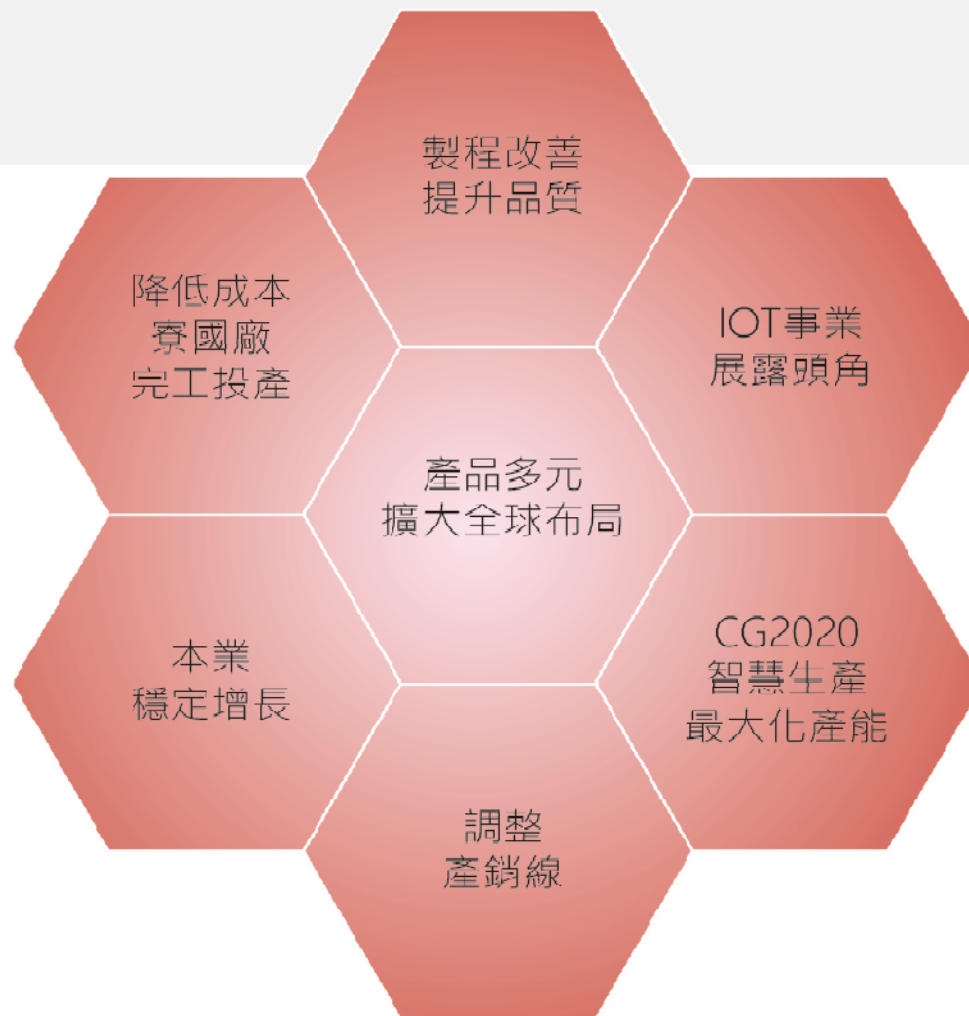 製程改善
提升品質
降低成本
寮國廠
完工投產
IOT事業
展露頭角
產品多元
擴大全球布局
本業
穩定增長
CG2020
智慧生產
最大化產能
調整
產銷線